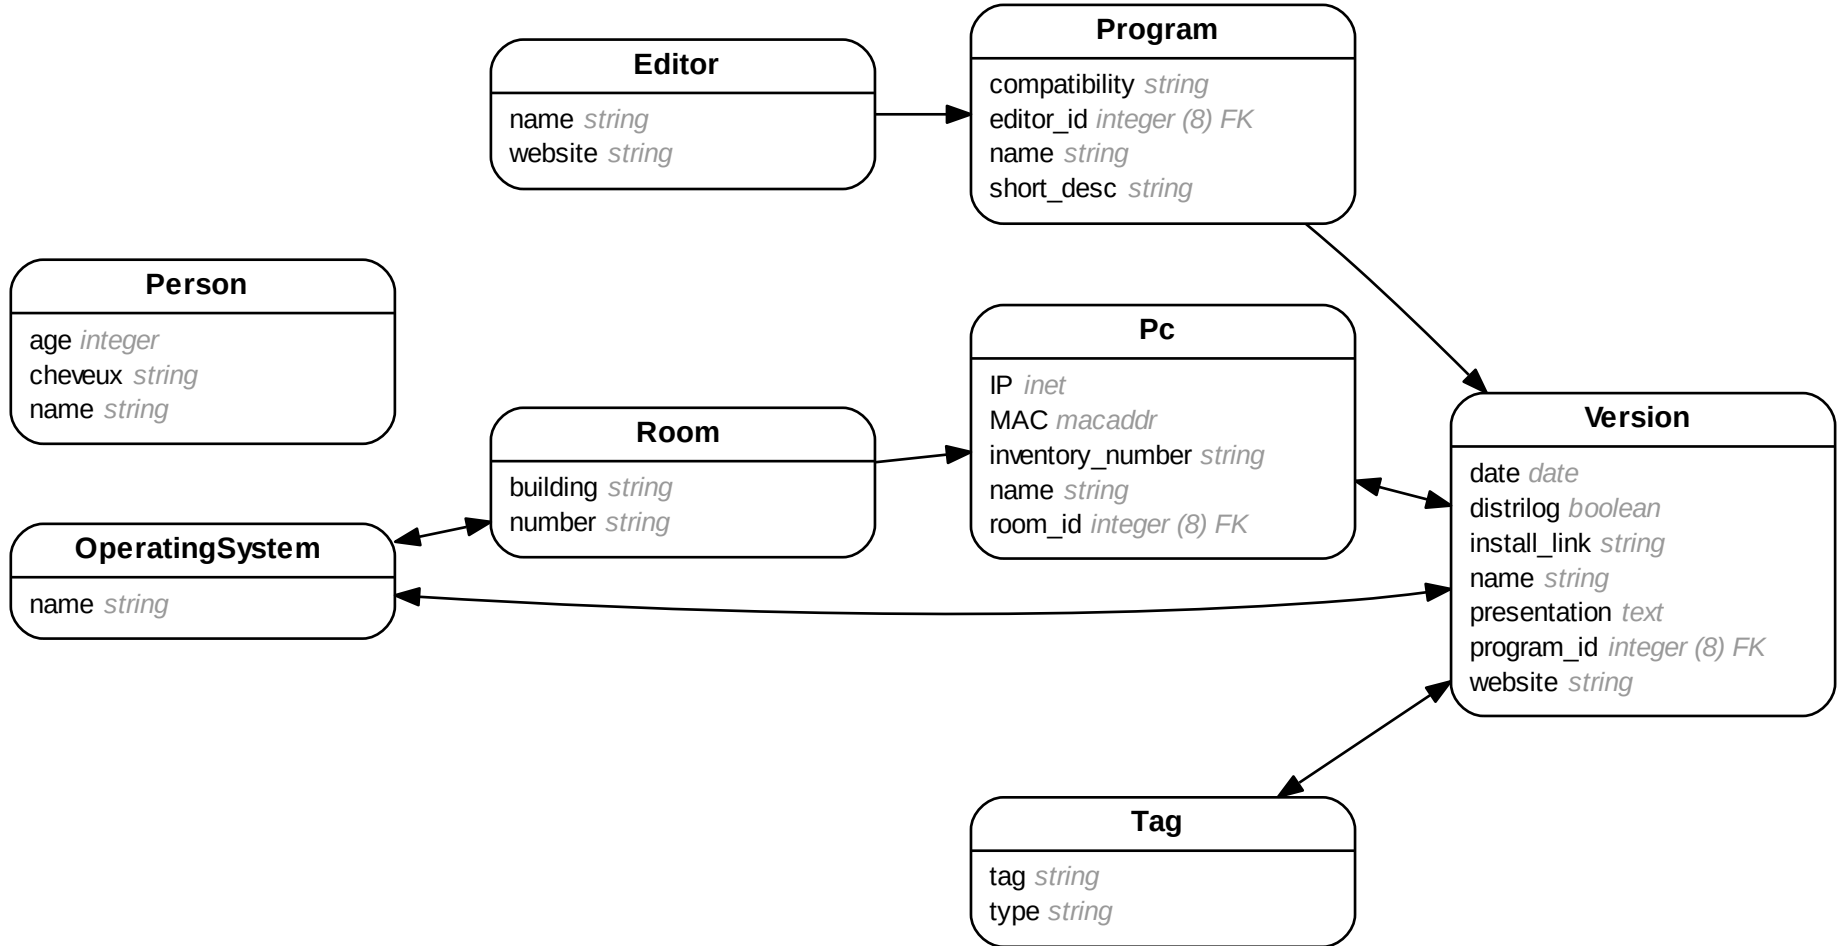 Editor
name string
website string
Program
compatibility string
editor_id integer (8) FK
name string
short_desc string
Person
age integer
cheveux string
name string
OperatingSystem
name string
Room
building string
number string
Pc
IP inet
MAC macaddr
inventory_number string
name string
room_id integer (8) FK
Version
date date
distrilog boolean
install_link string
name string
presentation text
program_id integer (8) FK
website string
Tag
tag string
type string